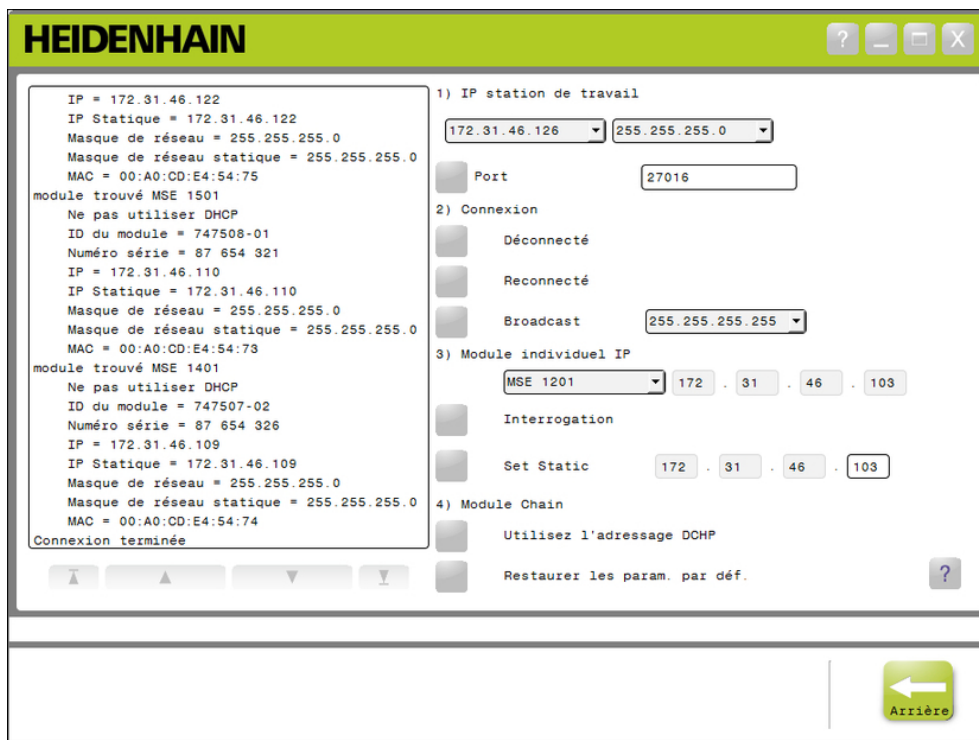 HEIDENHAIN
? _ X
IP = 172.31.46.122
IP Statique = 172.31.46.122
Masque de réseau = 255.255.255.0
Masque de réseau statique = 255.255.255.0
MAC = 00:A0:CD:E4:54:75
module trouvé MSE 1501
Ne pas utiliser DHCP
ID du module = 747508-01
Numéro série = 87 654 321
IP = 172.31.46.110
IP Statique = 172.31.46.110
Masque de réseau = 255.255.255.0
Masque de réseau statique = 255.255.255.0
MAC = 00:A0:CD:E4:54:73
module trouvé MSE 1401
Ne pas utiliser DHCP
ID du module = 747507-02
Numéro série = 87 654 326
IP = 172.31.46.109
IP Statique = 172.31.46.109
Masque de réseau = 255.255.255.0
Masque de réseau statique = 255.255.255.0
MAC = 00:A0:CD:E4:54:74
Connexion terminée
1) IP station de travail
172.31.46.126 255.255.255.0
Port 27016
2) Connexion
Déconnecté
Reconnecté
Broadcast 255.255.255.255
3) Module individuel IP
MSE 1201 172 . 31 . 46 . 103
Interrogation
Set Static 172 . 31 . 46 . 103
4) Module Chain
Utilisez l'adressage DCHP
Restaurer les param. par déf.
?
Arrière